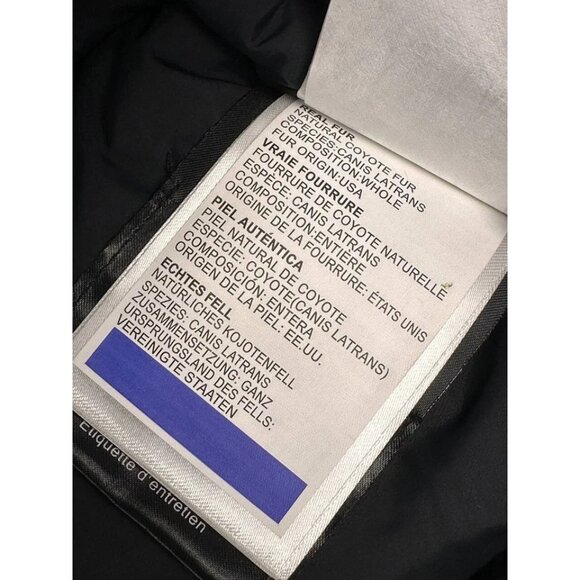 REAL FUR
NATURAL COYOTE FUR
SPECIES:CANIS LATRANS
COMPOSITION:WHOLE
FUR ORIGIN:USA
VRAIE FOURRURE
FOURRURE DE COYOTE NATURELLE
ESPÈCE: CANIS LATRANS
COMPOSITION:ENTIÈRE
ORIGINE DE LA FOURRURE: ÉTATS UNIS
PIEL AUTÉNTICA
PIEL NATURAL DE COYOTE
ESPECIE: COYOTE(CANIS LATRANS)
COMPOSICIÓN: ENTERA
ORIGEN DE LA PIEL: EE.UU.
ECHTES FELL
NATÜRLICHES KOJOTENFELL
SPEZIES: CANIS LATRANS
ZUSAMMENSETZUNG: GANZ
VERSPRUNGSLAND DES FELLS:
VEREINIGTE STAATEN
Etiquette d'entretien